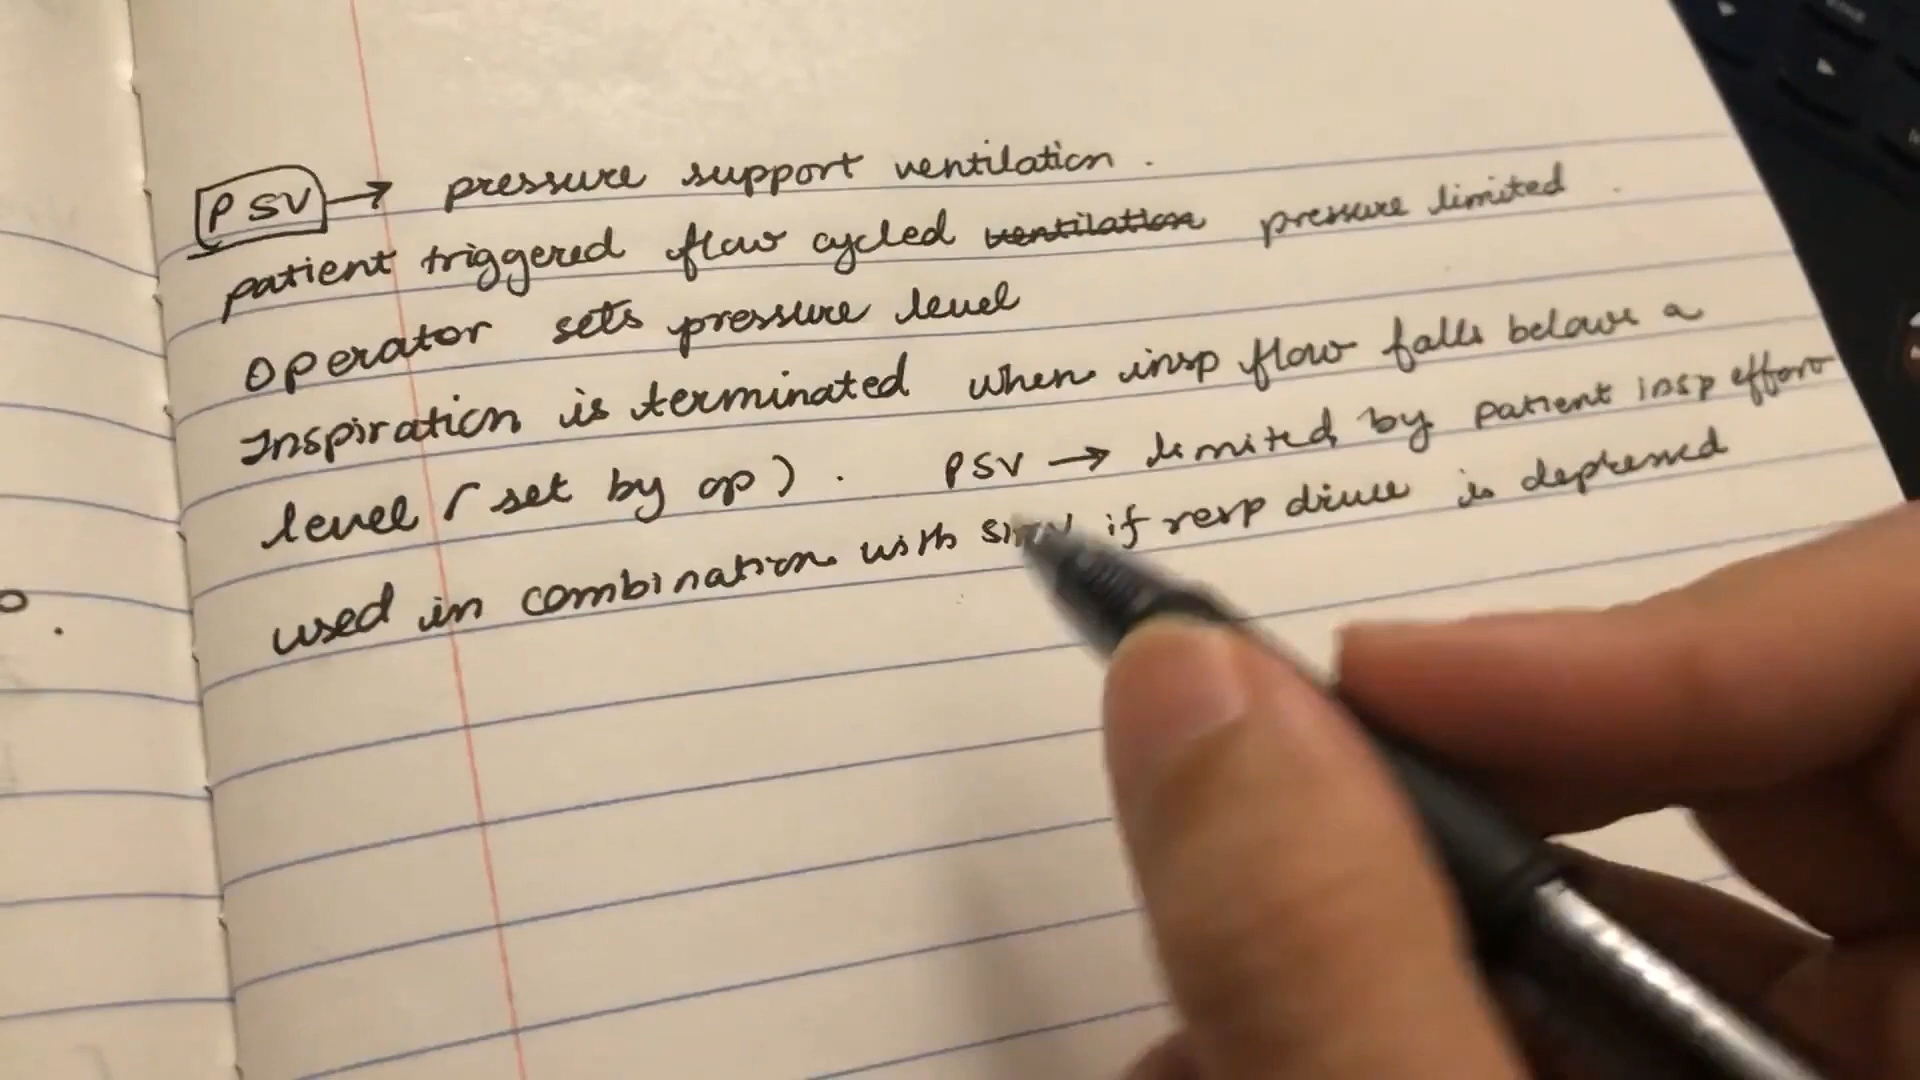 PSV → pressure support ventilation .
patient triggered flow cycled ventilation pressure limited .
Operator sets pressure level
Inspiration is terminated when insp flow falls below a
level ( set by op ) . PSV → limited by patient insp effort
used in combination with if resp drive is depressed